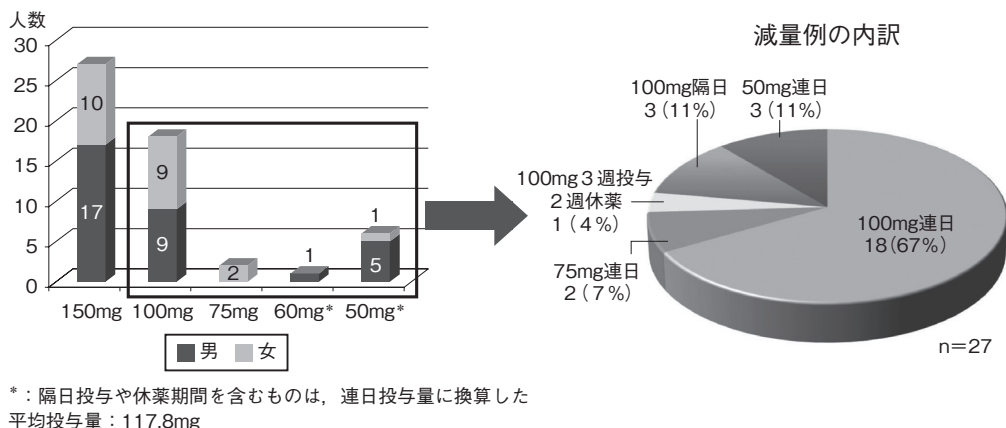 人数
30
25
20
15
10
5
0
10
17
9
9
2
1
1
5
150mg 100mg 75mg 60mg* 50mg*
男 女
*：隔日投与や休薬期間を含むものは，連日投与量に換算した
平均投与量：117.8mg
減量例の内訳
100mg隔日
3（11%）
50mg連日
3（11%）
100mg３週投与
２週休薬
1（４%）
75mg連日
2（７%）
100mg連日
18（67%）
n=27